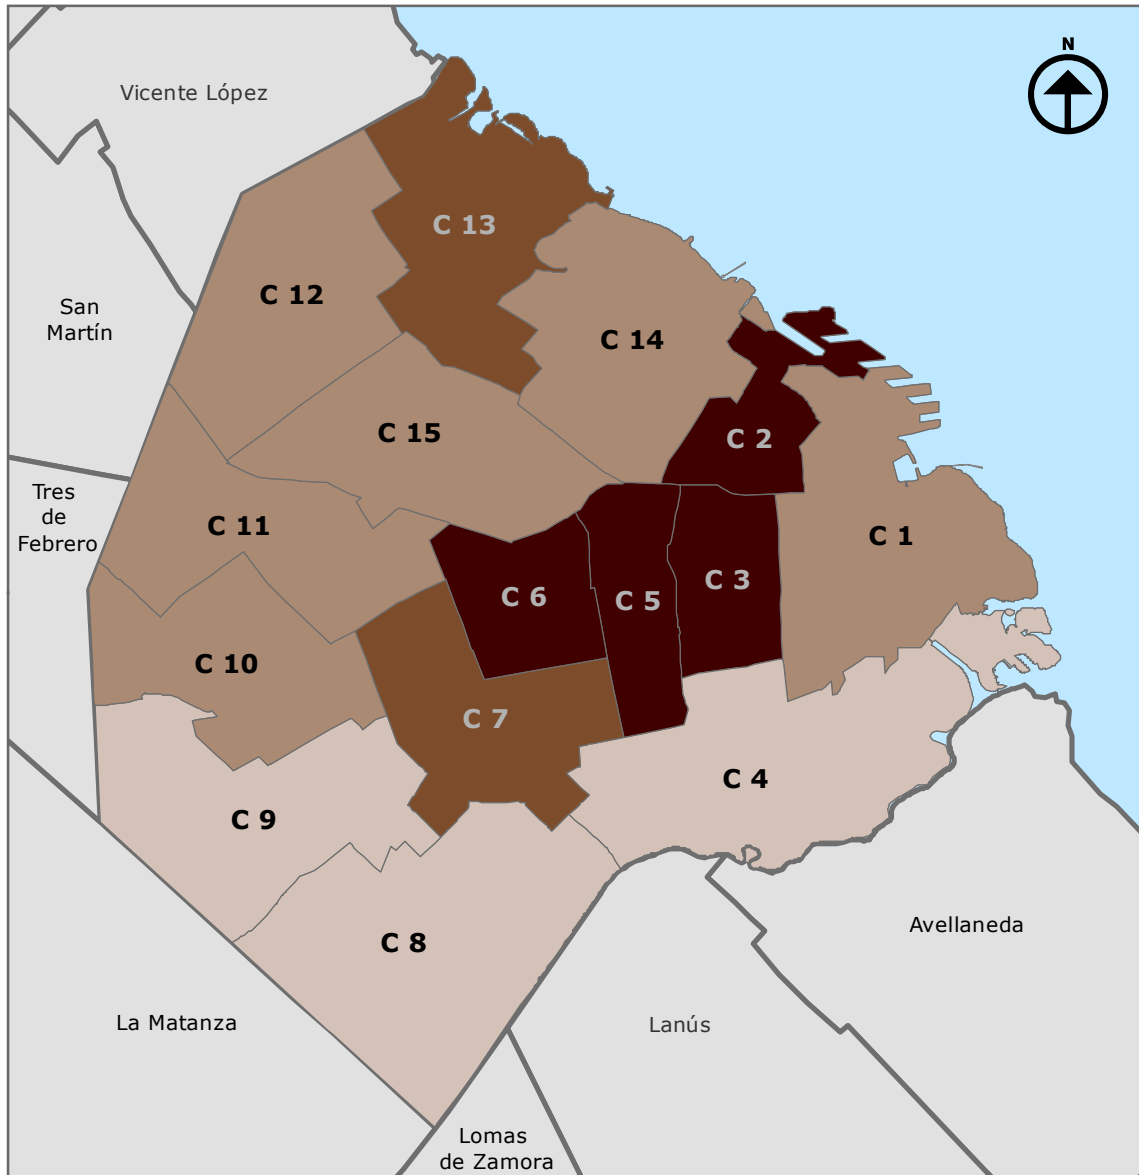 N
Vicente López
C 13
C 12
San
Martín
C 14
C 15
C 2
Tres
de
Febrero
C 11
C 1
C 6
C 5
C 3
C 10
C 7
C 4
C 9
C 8
Avellaneda
La Matanza
Lanús
Lomas
de Zamora